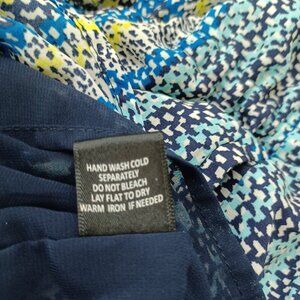 HAND WASH COLD
SEPARATELY
DO NOT BLEACH
LAY FLAT TO DRY
WARM IRON IF NEEDED